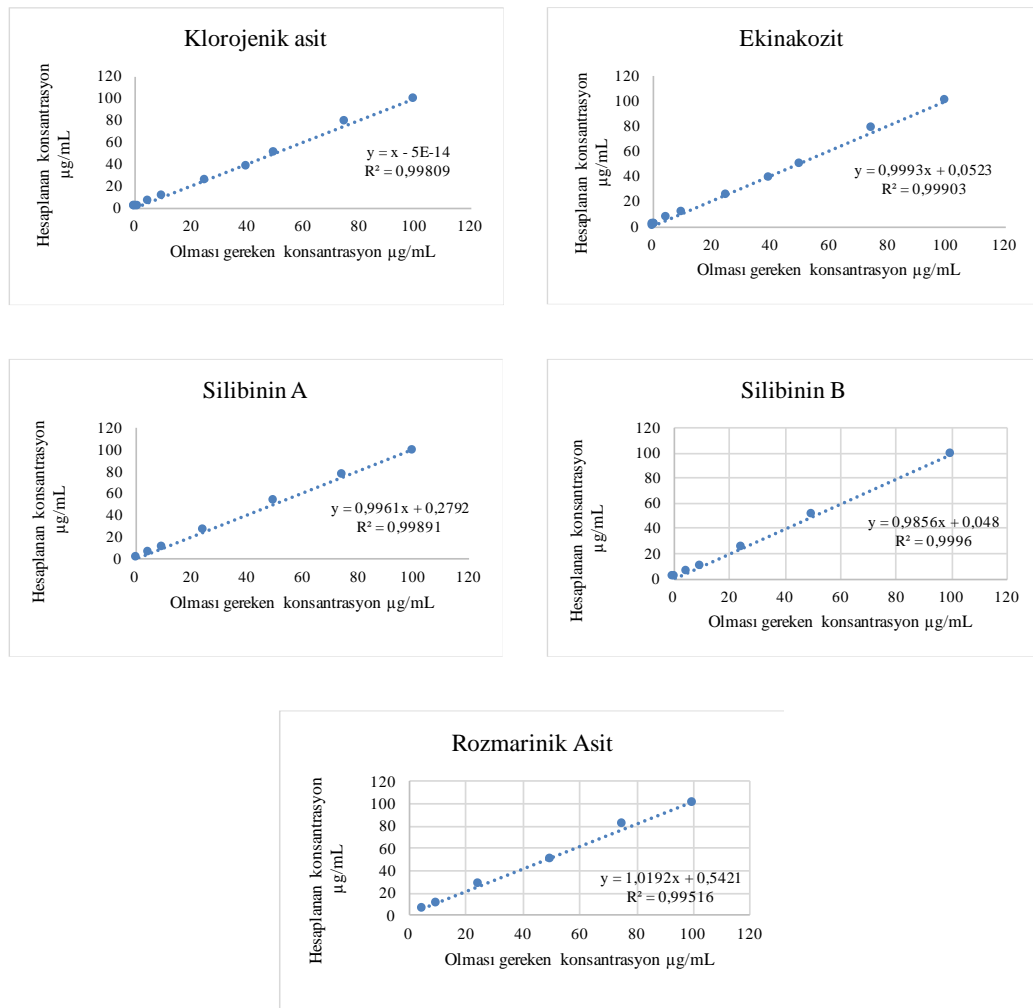 Klorojenik asit
Hesaplanan konsantrasyon
µg/mL
120
100
80
60
40
20
0
y = x - 5E-14
R² = 0,99809
0 20 40 60 80 100 120
Olması gereken konsantrasyon µg/mL
Ekinakozit
Hesaplanan konsantrasyon
µg/mL
120
100
80
60
40
20
0
y = 0,9993x + 0,0523
R² = 0,99903
0 20 40 60 80 100 120
Olması gereken konsantrasyon µg/mL
Silibinin A
Hesaplanan konsantrasyon
µg/mL
120
100
80
60
40
20
0
y = 0,9961x + 0,2792
R² = 0,99891
0 20 40 60 80 100 120
Olması gereken konsantrasyon µg/mL
Silibinin B
Hesaplanan konsantrasyon
µg/mL
120
100
80
60
40
20
0
y = 0,9856x + 0,048
R² = 0,9996
0 20 40 60 80 100 120
Olması gereken konsantrasyon µg/mL
Rozmarinik Asit
Hesaplanan konsantrasyon
µg/mL
120
100
80
60
40
20
0
y = 1,0192x + 0,5421
R² = 0,99516
0 20 40 60 80 100 120
Olması gereken konsantrasyon µg/mL